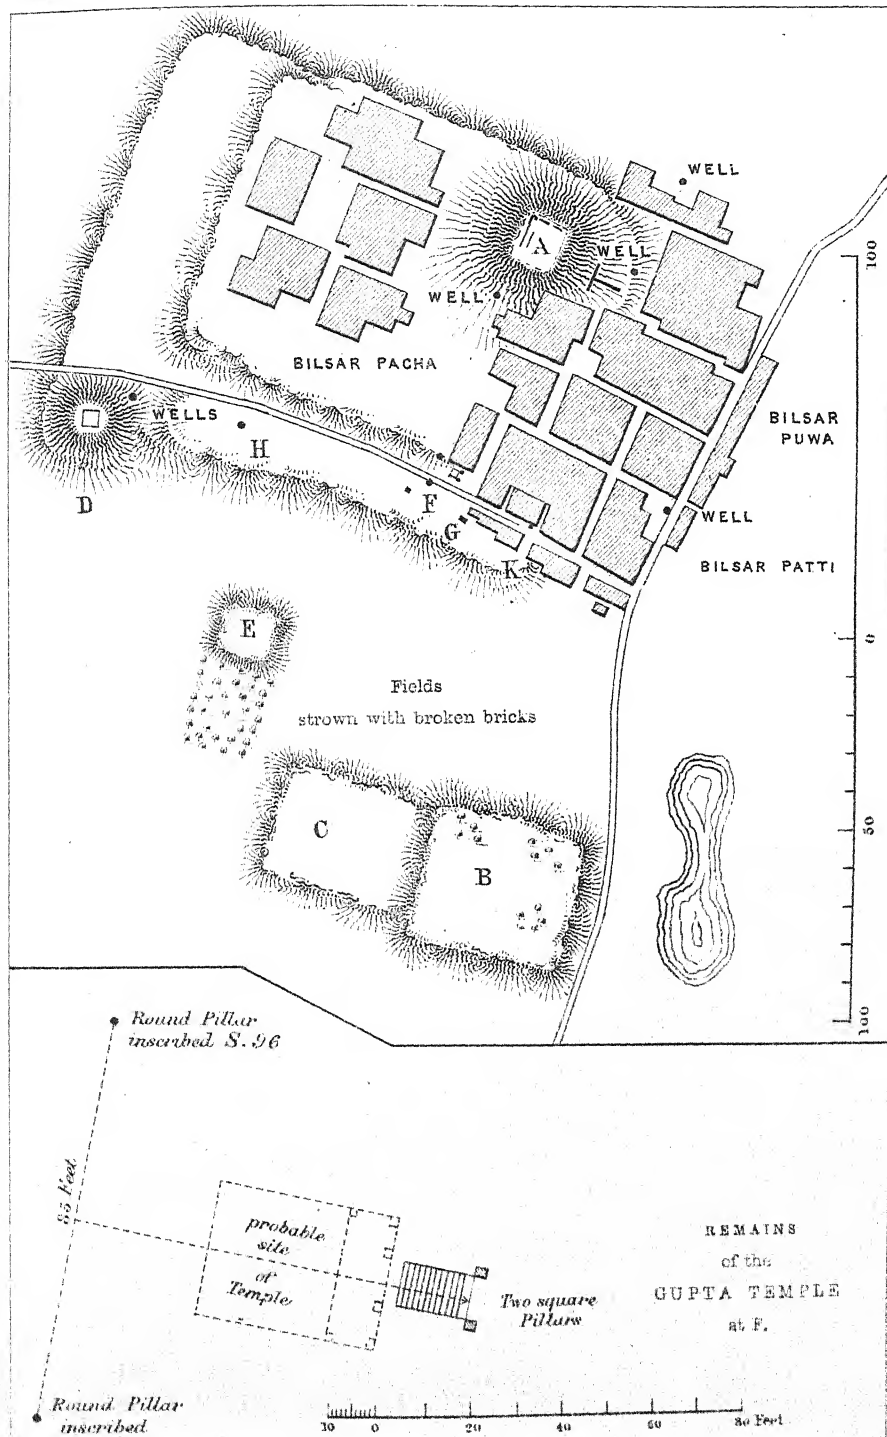 WELL
A
WELL
WELL
100
BILSAR PACHA
WELLS
BILSAR
PUWA
H
D
F
WELL
G
K
BILSAR PATTI
E
0
Fields
strown with broken bricks
C
B
50
100
Round Pillar
inscribed S. 96
85 Feet
probable
site
of
Temple
Two square
Pillars
REMAINS
of the
GUPTA TEMPLE
at F.
Round Pillar
inscribed
10 0 20 40 60 80 Feet